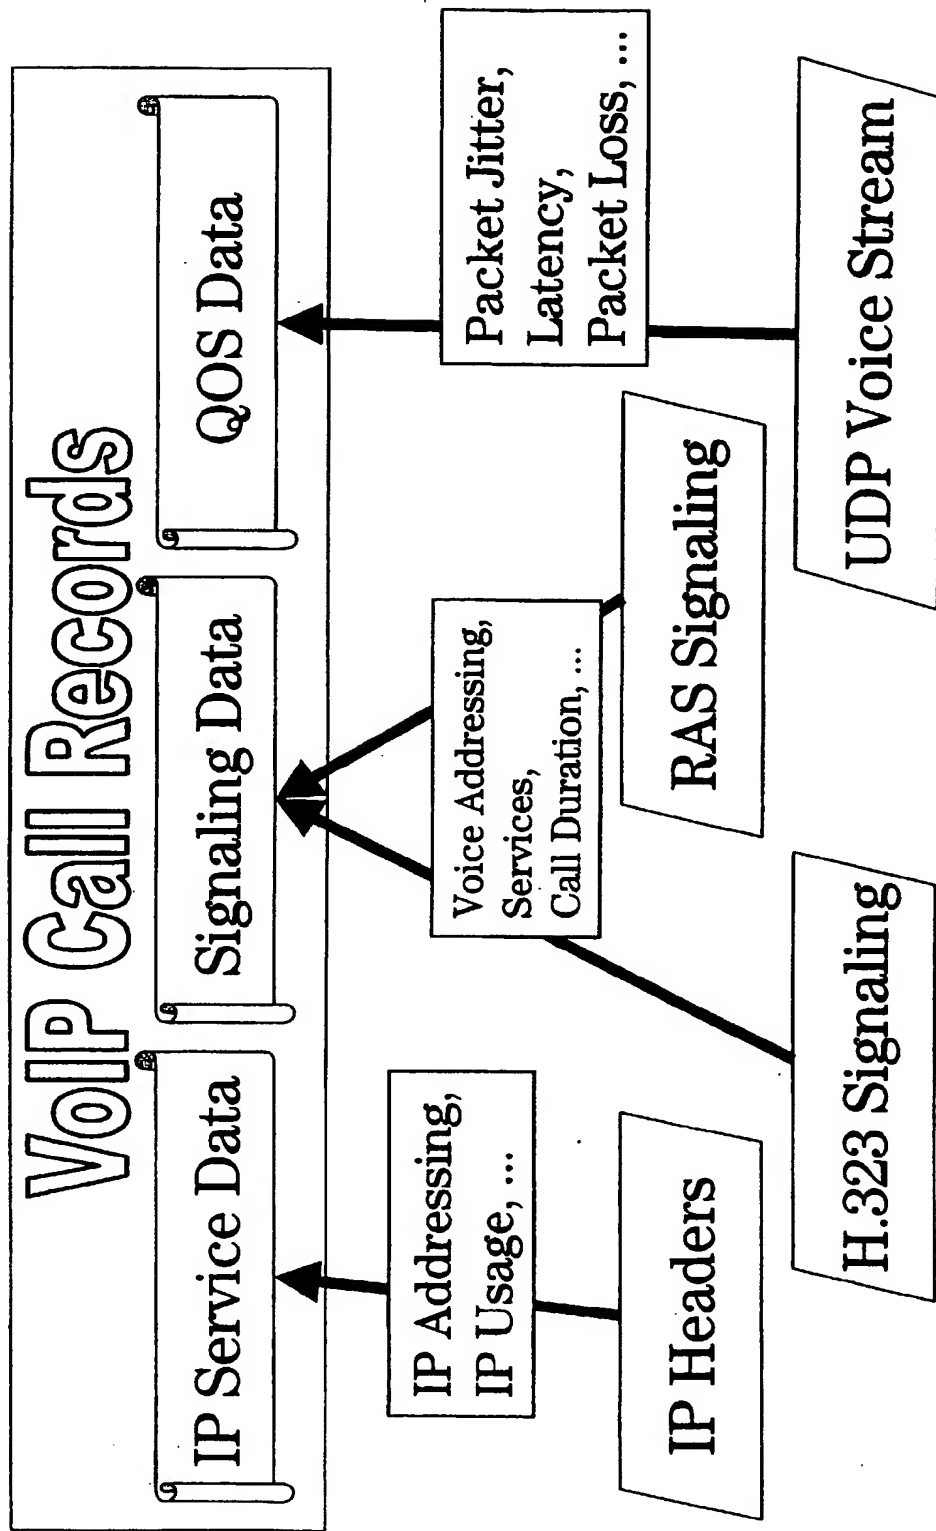 VoIP Call Records
IP Service Data
Signaling Data
QOS Data
IP Addressing,
IP Usage, ...
Voice Addressing,
Services,
Call Duration, ...
Packet Jitter,
Latency,
Packet Loss, ...
IP Headers
H.323 Signaling
RAS Signaling
UDP Voice Stream